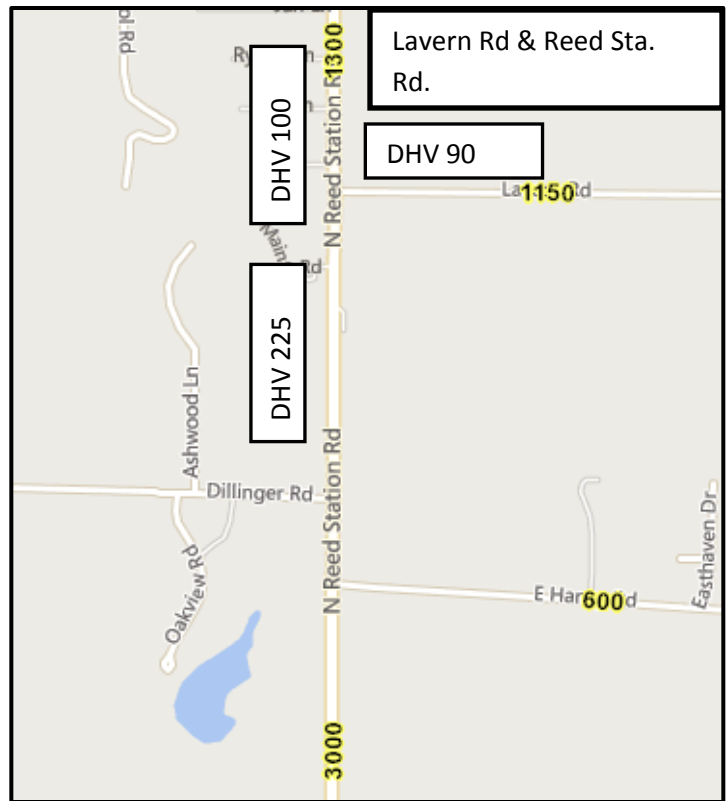 1300
Lavern Rd & Reed Sta.
Rd.
DHV 100
DHV 90
N Reed Station Rd
1150
Rd
DHV 225
Ashwood Ln
N Reed Station Rd
Dillinger Rd
Oakview Rd
600
Easthaven Dr
3000